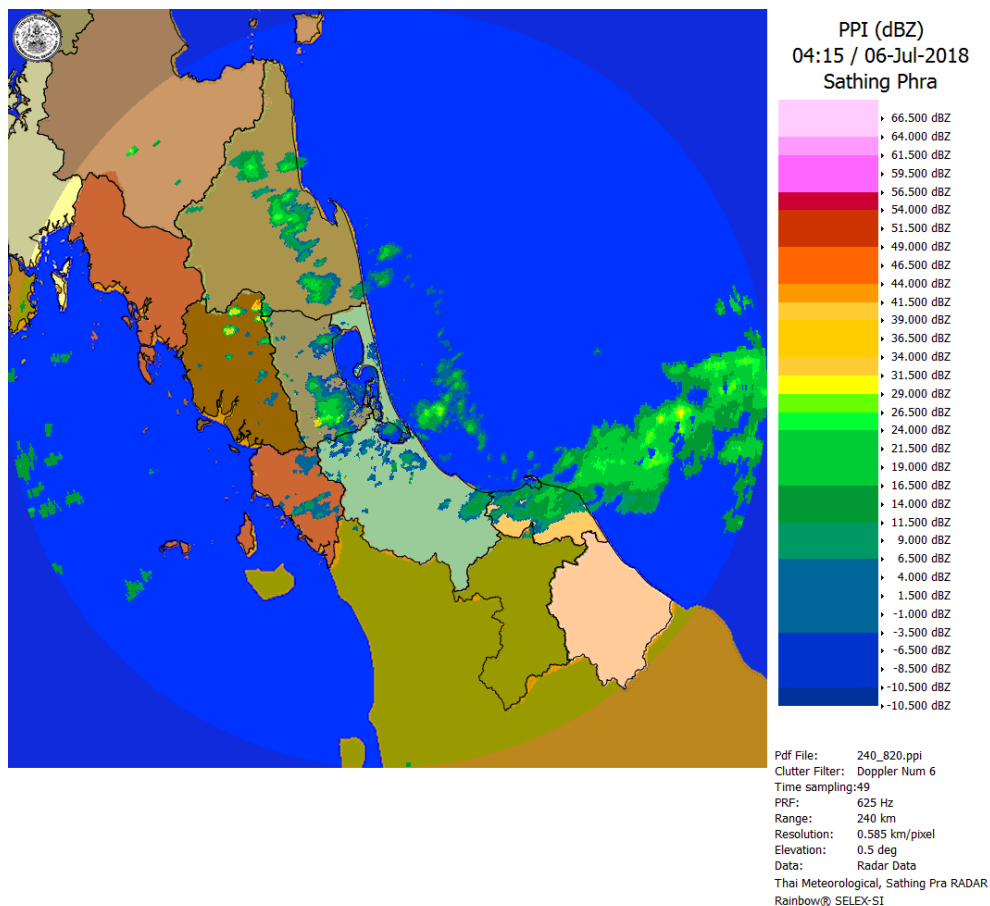 PPI (dBZ)
04:15 / 06-Jul-2018
Sathing Phra
66.500 dBZ
64.000 dBZ
61.500 dBZ
59.500 dBZ
56.500 dBZ
54.000 dBZ
51.500 dBZ
49.000 dBZ
46.500 dBZ
44.000 dBZ
41.500 dBZ
39.000 dBZ
36.500 dBZ
34.000 dBZ
31.500 dBZ
29.000 dBZ
26.500 dBZ
24.000 dBZ
21.500 dBZ
19.000 dBZ
16.500 dBZ
14.000 dBZ
11.500 dBZ
9.000 dBZ
6.500 dBZ
4.000 dBZ
1.500 dBZ
-1.000 dBZ
-3.500 dBZ
-6.500 dBZ
-8.500 dBZ
-10.500 dBZ
-10.500 dBZ
Pdf File: 240_820.ppi
Clutter Filter: Doppler Num 6
Time sampling:49
PRF: 625 Hz
Range: 240 km
Resolution: 0.585 km/pixel
Elevation: 0.5 deg
Data: Radar Data
Thai Meteorological, Sathing Pra RADAR
Rainbow® SELEX-SI